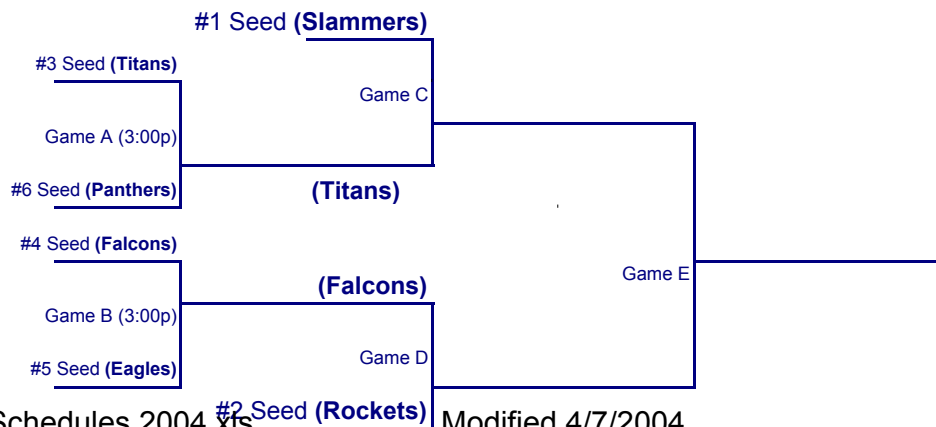 #1 Seed (Slammers)
#3 Seed (Titans)
Game C
Game A (3:00p)
#6 Seed (Panthers)
(Titans)
#4 Seed (Falcons)
Game E
(Falcons)
Game B (3:00p)
Game D
#5 Seed (Eagles)
#2 Seed (Rockets)
Schedules 2004.xls
Modified 4/7/2004